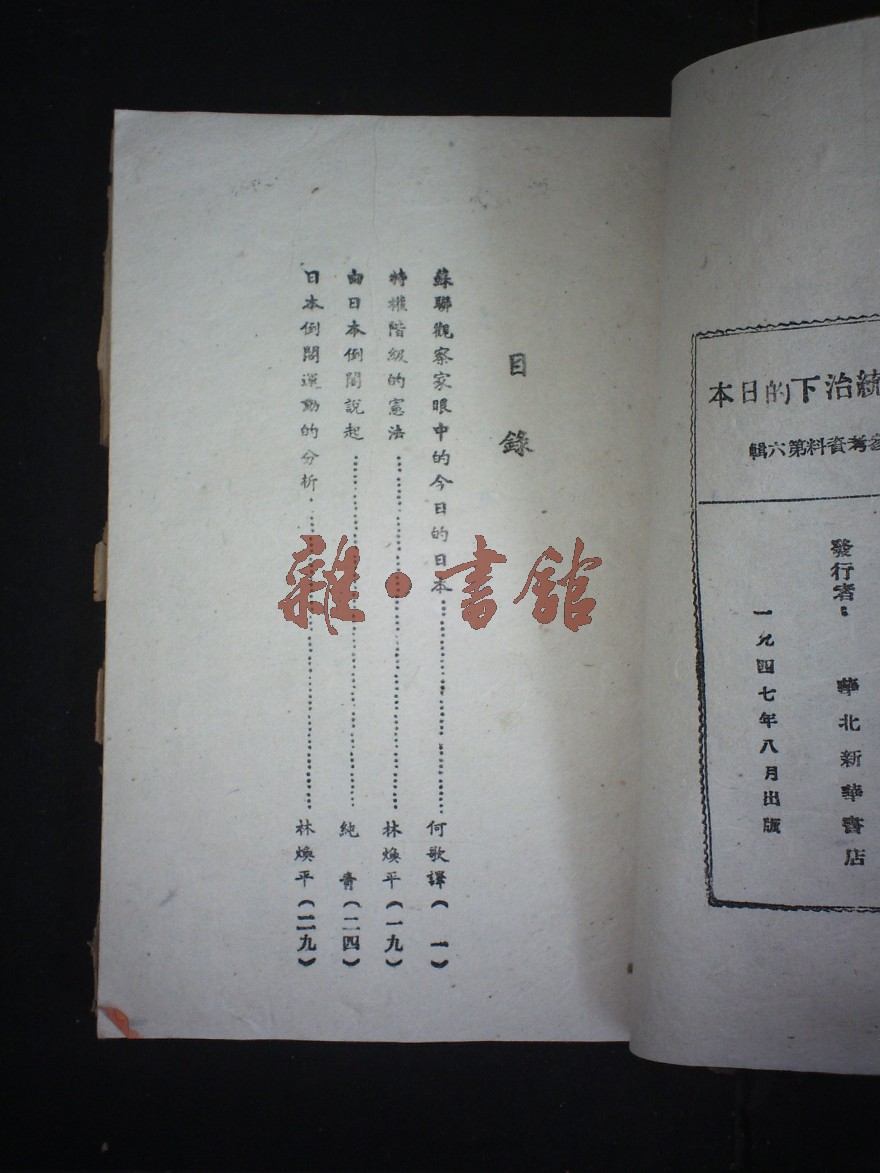 統治下的日本
參考資料第六輯
發行者：華北新華書店
一九四七年八月出版
目錄
蘇聯觀察家眼中的今日的日本……………………何歌譯（一）
特權階級的憲法……………………林煥平（一九）
由日本倒閣說起……………………純青（二四）
日本倒閣運動的分析……………………林煥平（二九）
雜·書館